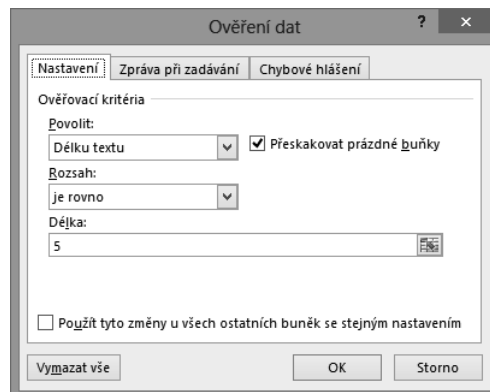 Ověření dat
? ×
Nastavení Zpráva při zadávání Chybové hlášení
Ověřovací kritéria
Povolit:
Délku textu Přeskakovat prázdné buňky
Rozsah:
je rovno
Délka:
5
Použít tyto změny u všech ostatních buněk se stejným nastavením
Vymazat vše OK Storno